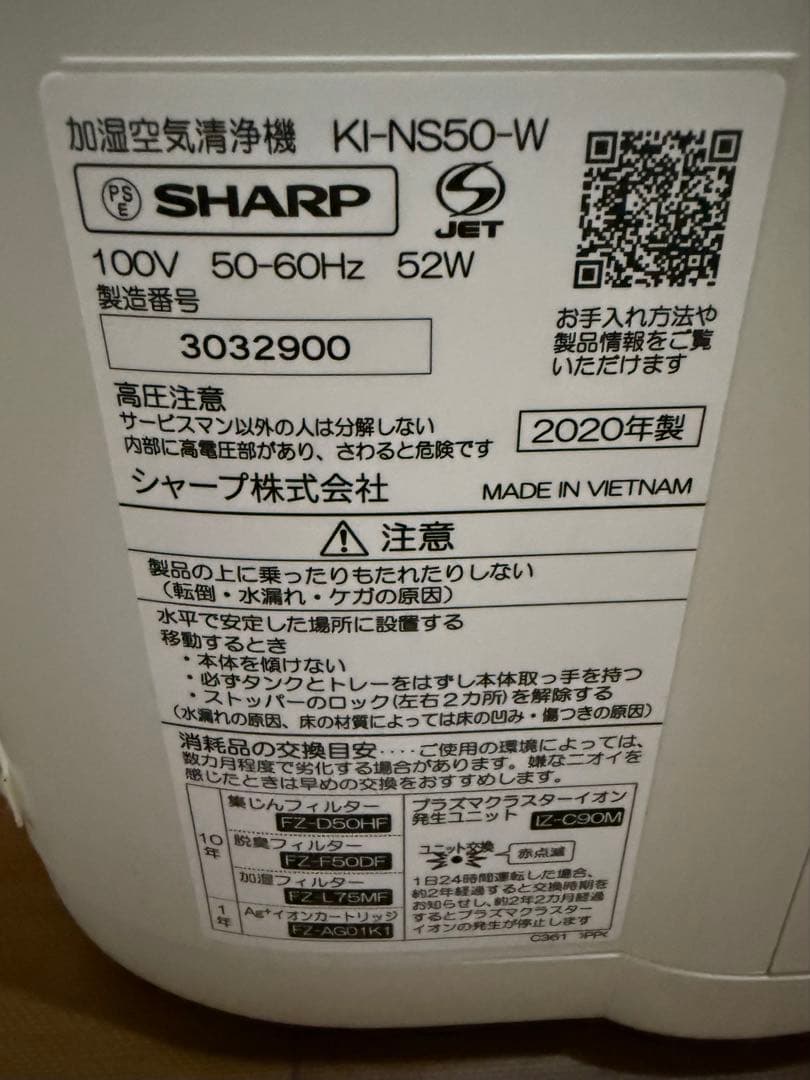 加湿空気清浄機 KI-NS50-W
PSE SHARP JET
100V 50-60Hz 52W
製造番号
3032900
お手入れ方法や
製品情報をご覧
いただけます
高圧注意
サービスマン以外の人は分解しない
内部に高電圧部があり、さわると危険です
2020年製
シャープ株式会社 MADE IN VIETNAM
注意
製品の上に乗ったりもたれたりしない
(転倒・水漏れ・ケガの原因)
水平で安定した場所に設置する
移動するとき
・本体を傾けない
・必ずタンクとトレーをはずし本体取っ手を持つ
・ストッパーのロック(左右2カ所)を解除する
(水漏れの原因、床の材質によっては床の凹み・傷つきの原因)
消耗品の交換目安‥‥ご使用の環境によっては、
数カ月程度で劣化する場合があります。嫌なニオイを
感じたときは早めの交換をおすすめします。
10年
集じんフィルター
FZ-D50HF
脱臭フィルター
FZ-F50DF
加湿フィルター
FZ-L75MF
1年
Ag⁺イオンカートリッジ
FZ-AG01K1
プラズマクラスターイオン
発生ユニット IZ-C90M
ユニット交換
赤点滅
1日24時間運転した場合、
約2年経過すると交換時期を
お知らせし、約2年2カ月経過
するとプラズマクラスター
イオンの発生が停止します
C361 >PP<